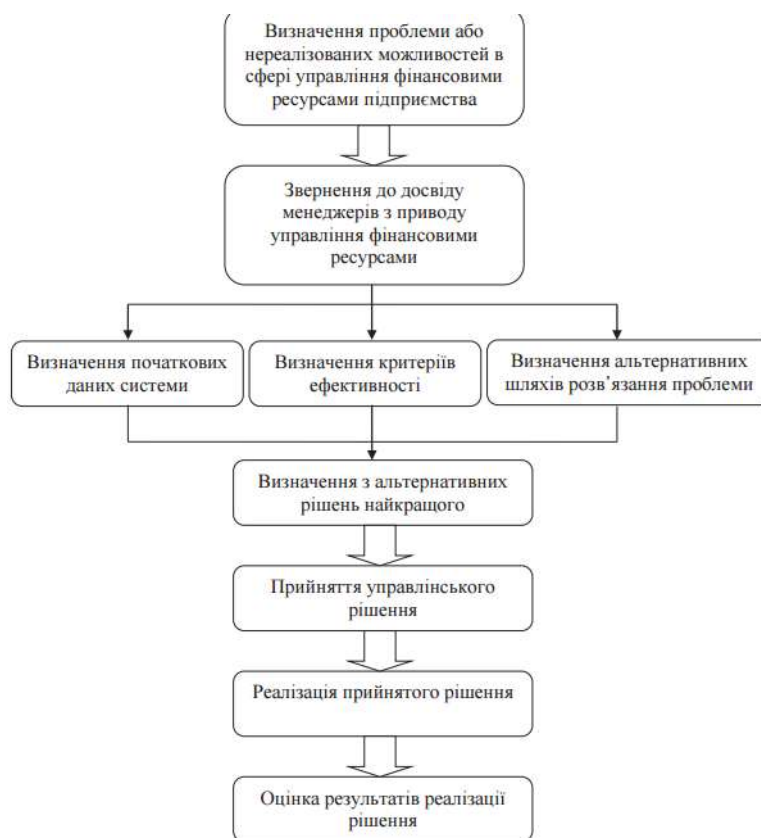 Визначення проблеми або
нереалізованих можливостей в
сфері управління фінансовими
ресурсами підприємства
Звернення до досвіду
менеджерів з приводу
управління фінансовими
ресурсами
Визначення початкових
даних системи
Визначення критеріїв
ефективності
Визначення альтернативних
шляхів розв’язання проблеми
Визначення з альтернативних
рішень найкращого
Прийняття управлінського
рішення
Реалізація прийнятого рішення
Оцінка результатів реалізації
рішення